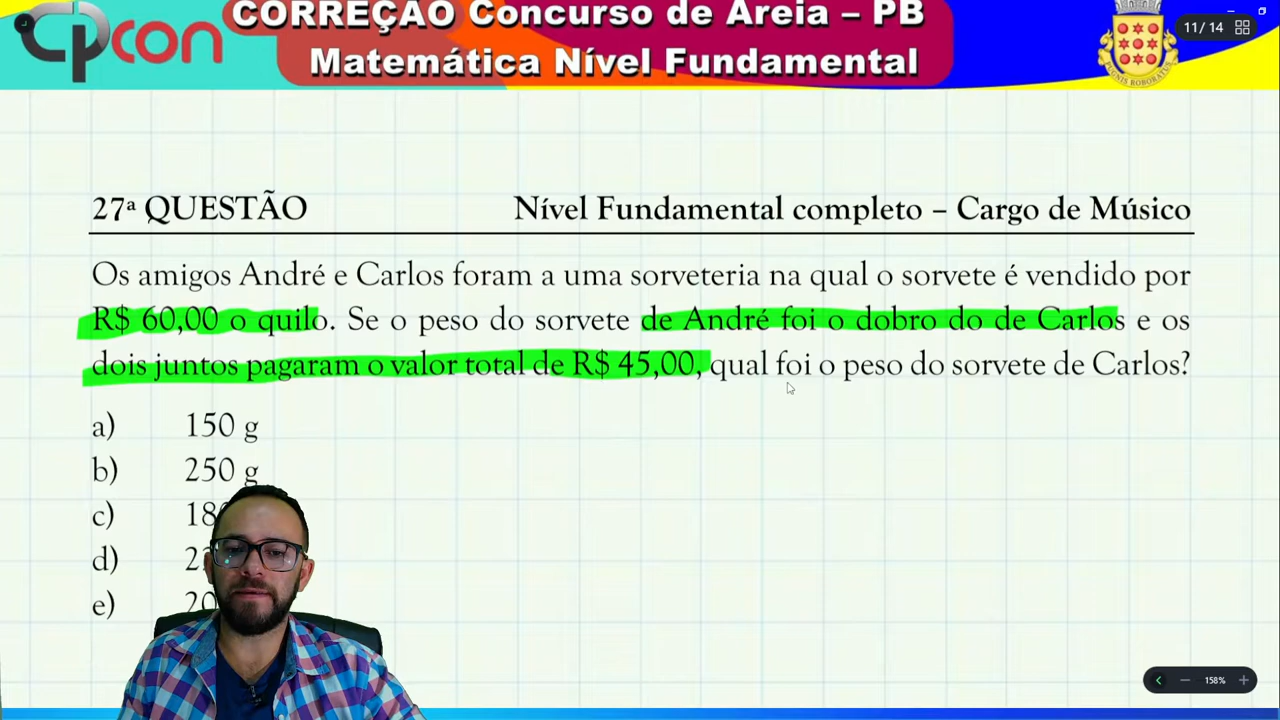 cpcon
CORREÇÃO Concurso de Areia – PB
Matemática Nível Fundamental
11/ 14
27ª QUESTÃO Nível Fundamental completo – Cargo de Músico
Os amigos André e Carlos foram a uma sorveteria na qual o sorvete é vendido por
R$ 60,00 o quilo. Se o peso do sorvete de André foi o dobro do de Carlos e os
dois juntos pagaram o valor total de R$ 45,00, qual foi o peso do sorvete de Carlos?
a) 150 g
b) 250 g
c)
d)
e)
158%